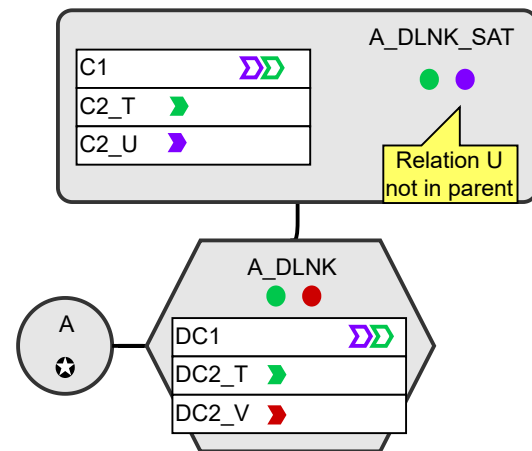 A_DLNK_SAT
C1
C2_T
C2_U
Relation U
not in parent
A_DLNK
A
DC1
DC2_T
DC2_V